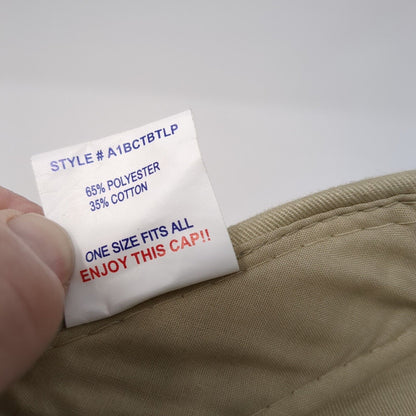 STYLE # A1BCTBTLP
65% POLYESTER
35% COTTON
ONE SIZE FITS ALL
ENJOY THIS CAP!!